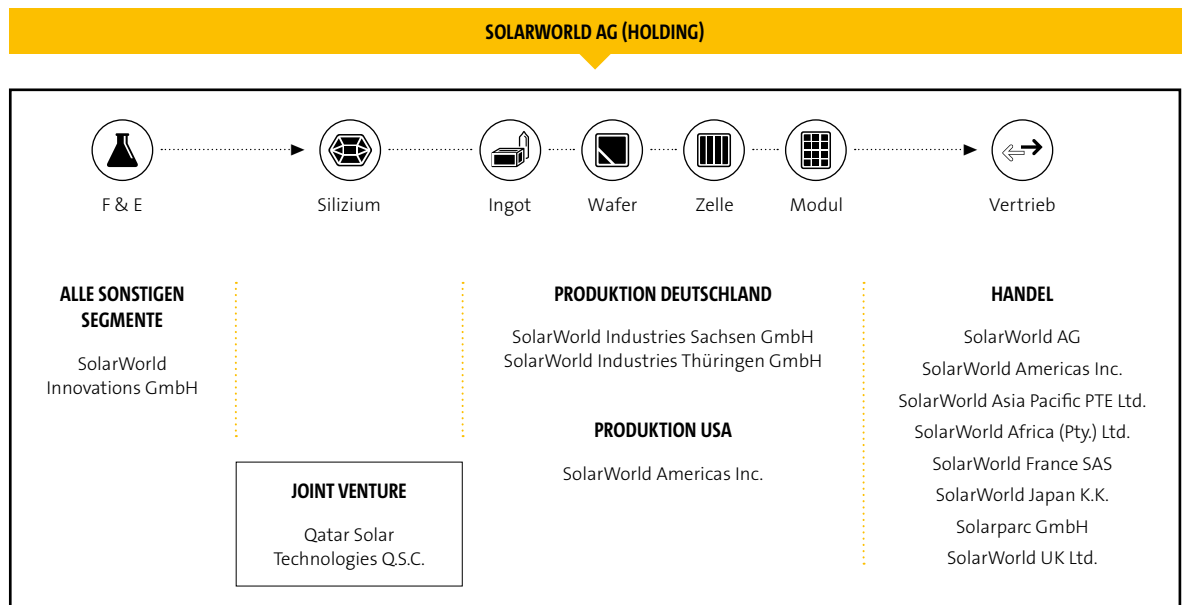 SOLARWORLD AG (HOLDING)
F & E
Silizium
Ingot
Wafer
Zelle
Modul
Vertrieb
ALLE SONSTIGEN
SEGMENTE
SolarWorld
Innovations GmbH
JOINT VENTURE
Qatar Solar
Technologies Q.S.C.
PRODUKTION DEUTSCHLAND
SolarWorld Industries Sachsen GmbH
SolarWorld Industries Thüringen GmbH
PRODUKTION USA
SolarWorld Americas Inc.
HANDEL
SolarWorld AG
SolarWorld Americas Inc.
SolarWorld Asia Pacific PTE Ltd.
SolarWorld Africa (Pty.) Ltd.
SolarWorld France SAS
SolarWorld Japan K.K.
Solarparc GmbH
SolarWorld UK Ltd.